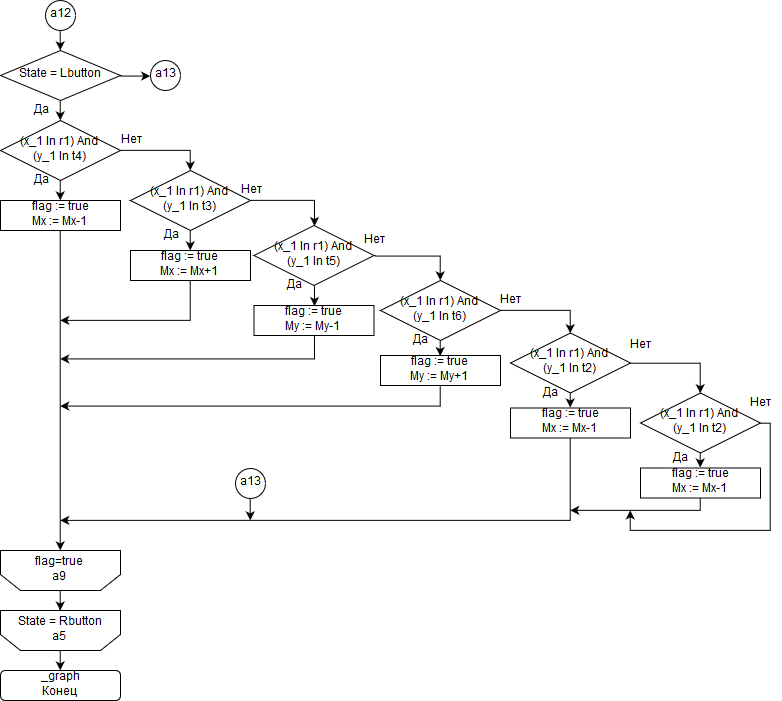 a12
State = Lbutton
a13
Да
(x_1 In r1) And
(y_1 In t4)
Нет
Да
flag := true
Mx := Mx-1
(x_1 In r1) And
(y_1 In t3)
Нет
Да
flag := true
Mx := Mx+1
(x_1 In r1) And
(y_1 In t5)
Нет
Да
flag := true
My := My-1
(x_1 In r1) And
(y_1 In t6)
Нет
Да
flag := true
My := My+1
(x_1 In r1) And
(y_1 In t2)
Нет
Да
flag := true
Mx := Mx-1
(x_1 In r1) And
(y_1 In t2)
Нет
Да
flag := true
Mx := Mx-1
a13
flag=true
a9
State = Rbutton
a5
_graph
Конец